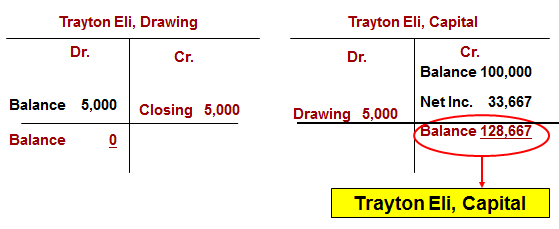 Trayton Eli, Drawing
Dr.
Cr.
Balance 5,000
Closing 5,000
Balance 0
Trayton Eli, Capital
Dr.
Cr.
Balance 100,000
Net Inc. 33,667
Drawing 5,000
Balance 128,667
Trayton Eli, Capital